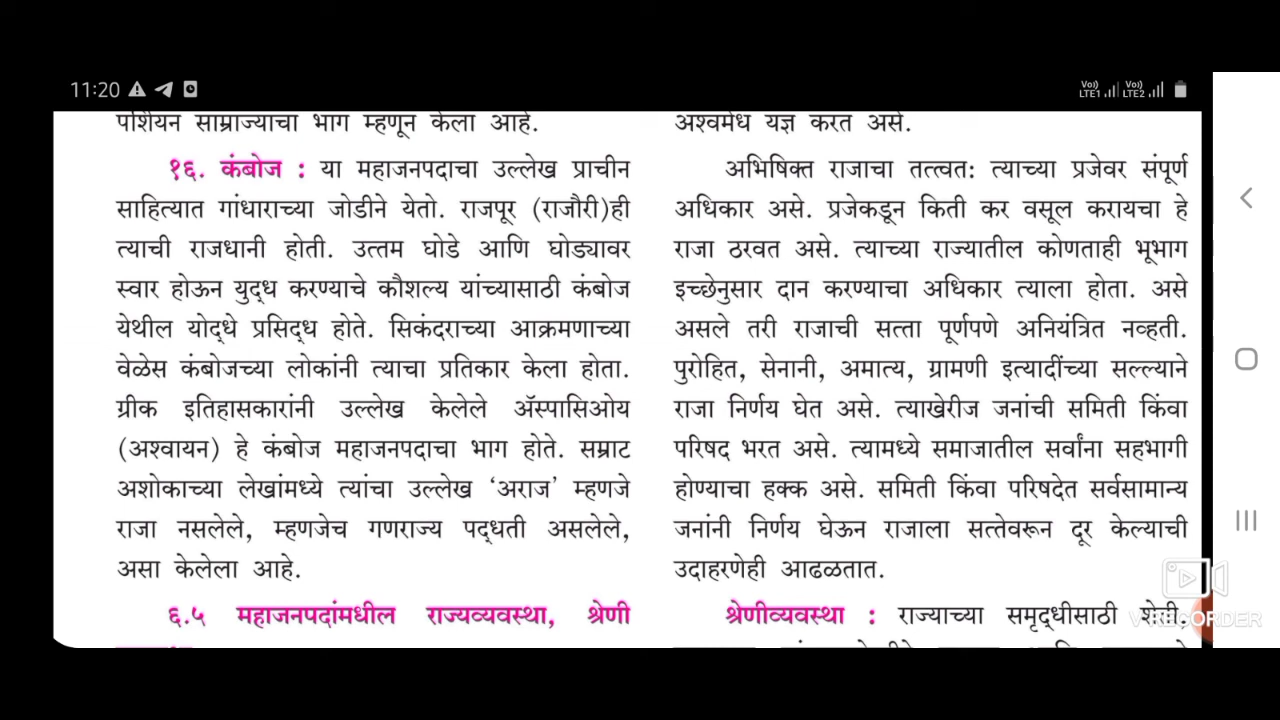 11:20
Vo) LTE1 Vo) LTE2
पर्शियन साम्राज्याचा भाग म्हणून केला आहे.
१६. कंबोज : या महाजनपदाचा उल्लेख प्राचीन
साहित्यात गांधाराच्या जोडीने येतो. राजपूर (राजौरी)ही
त्याची राजधानी होती. उत्तम घोडे आणि घोड्यावर
स्वार होऊन युद्ध करण्याचे कौशल्य यांच्यासाठी कंबोज
येथील योद्धे प्रसिद्ध होते. सिकंदराच्या आक्रमणाच्या
वेळेस कंबोजच्या लोकांनी त्याचा प्रतिकार केला होता.
ग्रीक इतिहासकारांनी उल्लेख केलेले ॲस्पासिओय
(अश्वायन) हे कंबोज महाजनपदाचा भाग होते. सम्राट
अशोकाच्या लेखांमध्ये त्यांचा उल्लेख ‘अराज’ म्हणजे
राजा नसलेले, म्हणजेच गणराज्य पद्धती असलेले,
असा केलेला आहे.
६.५ महाजनपदांमधील राज्यव्यवस्था, श्रेणी
अश्वमेध यज्ञ करत असे.
अभिषिक्त राजाचा तत्त्वत: त्याच्या प्रजेवर संपूर्ण
अधिकार असे. प्रजेकडून किती कर वसूल करायचा हे
राजा ठरवत असे. त्याच्या राज्यातील कोणताही भूभाग
इच्छेनुसार दान करण्याचा अधिकार त्याला होता. असे
असले तरी राजाची सत्ता पूर्णपणे अनियंत्रित नव्हती.
पुरोहित, सेनानी, अमात्य, ग्रामणी इत्यादींच्या सल्ल्याने
राजा निर्णय घेत असे. त्याखेरीज जनांची समिती किंवा
परिषद भरत असे. त्यामध्ये समाजातील सर्वांना सहभागी
होण्याचा हक्क असे. समिती किंवा परिषदेत सर्वसामान्य
जनांनी निर्णय घेऊन राजाला सत्तेवरून दूर केल्याची
उदाहरणेही आढळतात.
श्रेणीव्यवस्था : राज्याच्या समृद्धीसाठी शेती,
V RECORDER